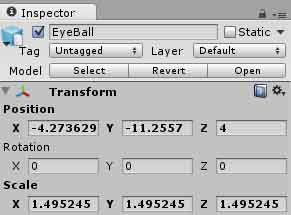 Inspector
EyeBall Static
Tag Untagged Layer Default
Model Select Revert Open
Transform
Position
X -4.273629 Y -11.2557 Z 4
Rotation
X 0 Y 0 Z 0
Scale
X 1.495245 Y 1.495245 Z 1.495245